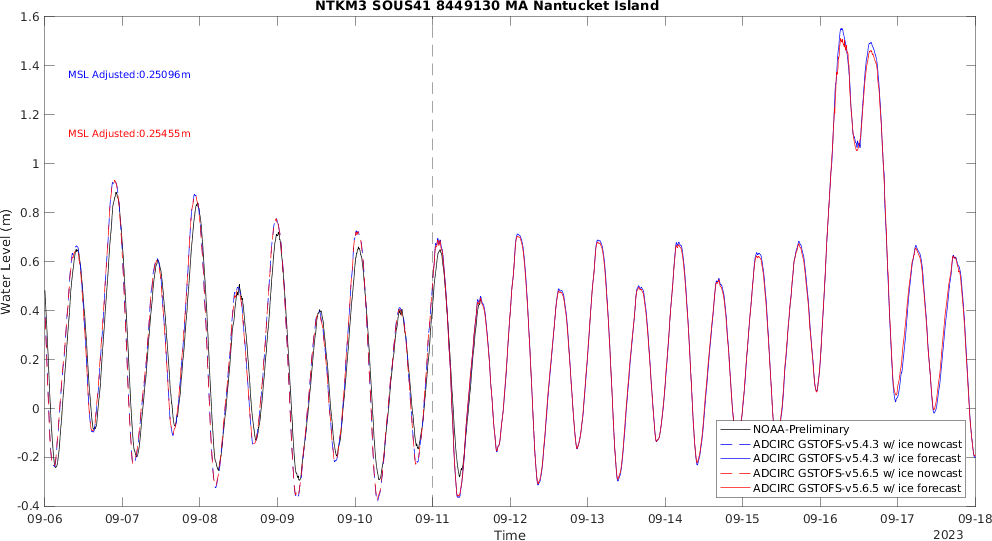 NTKM3 SOUS41 8449130 MA Nantucket Island
MSL Adjusted:0.25096m
MSL Adjusted:0.25455m
Water Level (m)
1.6
1.4
1.2
1
0.8
0.6
0.4
0.2
0
-0.2
-0.4
NOAA-Preliminary
ADCIRC GSTOFS-v5.4.3 w/ ice nowcast
ADCIRC GSTOFS-v5.4.3 w/ ice forecast
ADCIRC GSTOFS-v5.6.5 w/ ice nowcast
ADCIRC GSTOFS-v5.6.5 w/ ice forecast
09-06 09-07 09-08 09-09 09-10 09-11 09-12 09-13 09-14 09-15 09-16 09-17 09-18
Time
2023